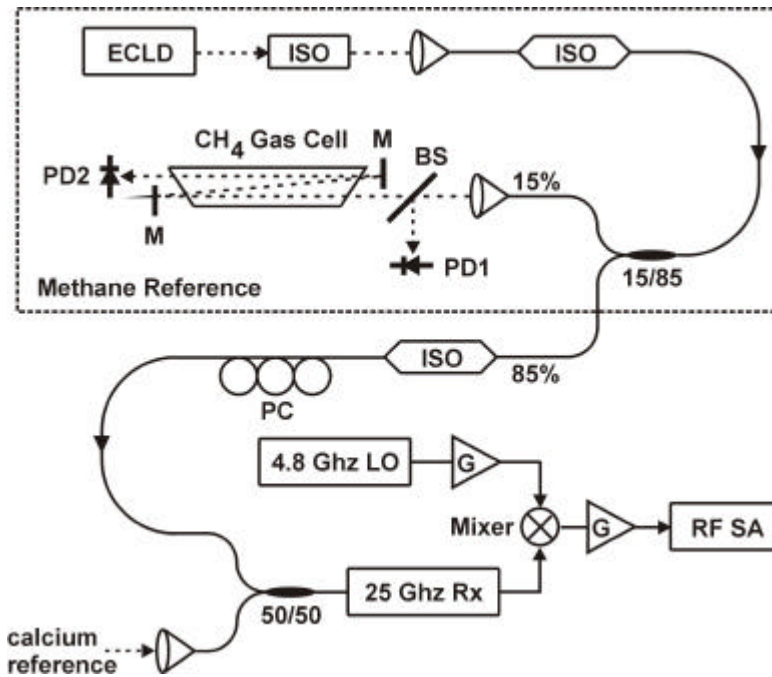 ECLD
ISO
ISO
CH4 Gas Cell
M
BS
PD2
15%
M
PD1
15/85
Methane Reference
ISO
85%
PC
4.8 Ghz LO
G
Mixer
G
RF SA
25 Ghz Rx
50/50
calcium
reference